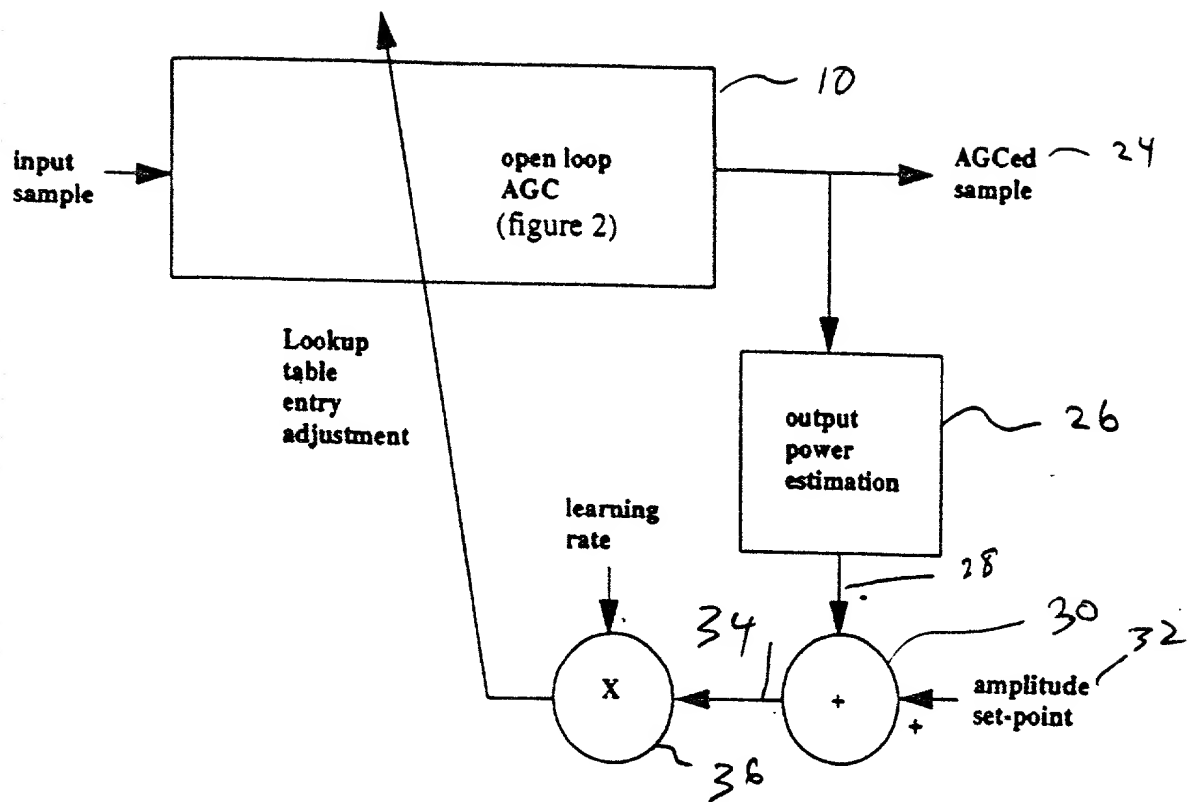 10
input
sample
open loop
AGC
(figure 2)
AGCed
sample
24
Lookup
table
entry
adjustment
output
power
estimation
26
learning
rate
28
34
30
32
X
+
+
amplitude
set-point
36